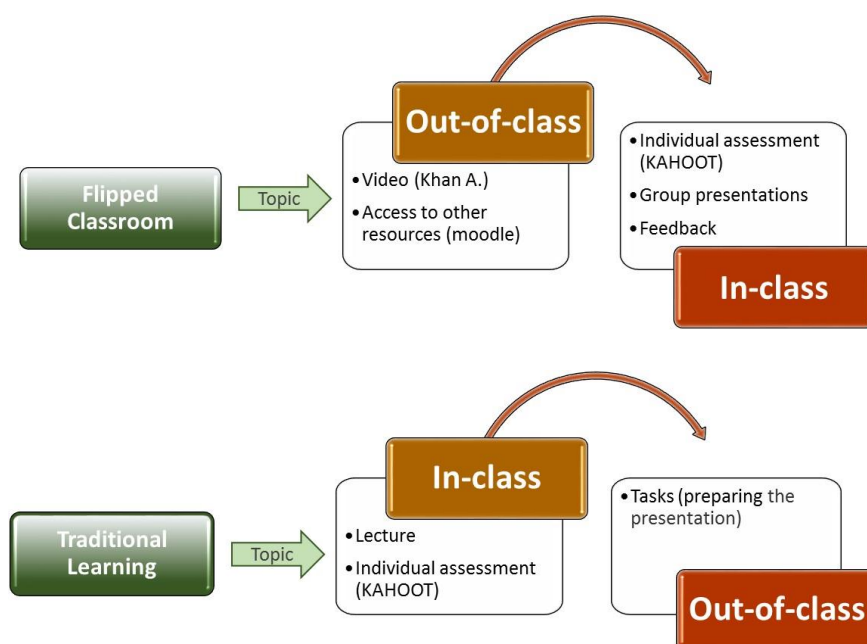 Flipped
Classroom
Topic
Out-of-class
•Video (Khan A.)
•Access to other
resources (moodle)
•Individual assessment
(KAHOOT)
•Group presentations
•Feedback
In-class
Traditional
Learning
Topic
In-class
•Lecture
•Individual assessment
(KAHOOT)
•Tasks (preparing the
presentation)
Out-of-class